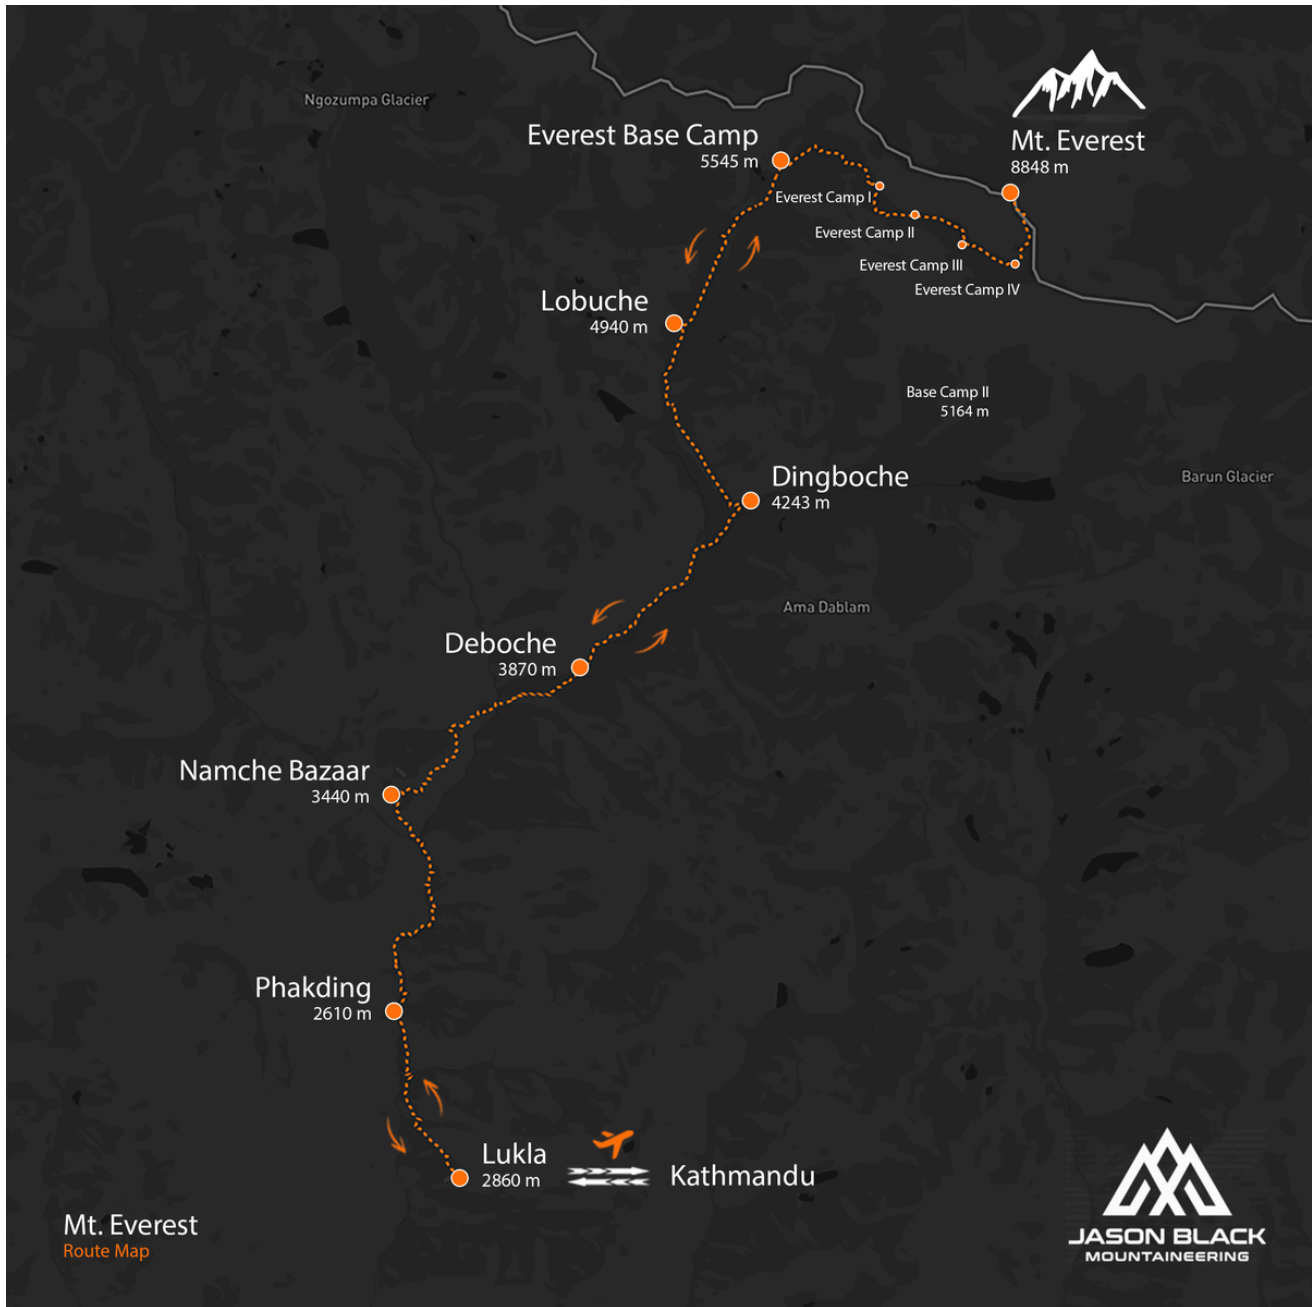 Ngozumpa Glacier
Everest Base Camp
5545 m
Mt. Everest
8848 m
Everest Camp I
Everest Camp II
Everest Camp III
Everest Camp IV
Lobuche
4940 m
Base Camp II
5164 m
Dingboche
4243 m
Barun Glacier
Ama Dablam
Deboche
3870 m
Namche Bazaar
3440 m
Phakding
2610 m
Lukla
2860 m
Kathmandu
Mt. Everest
Route Map
JASON BLACK
MOUNTAINEERING